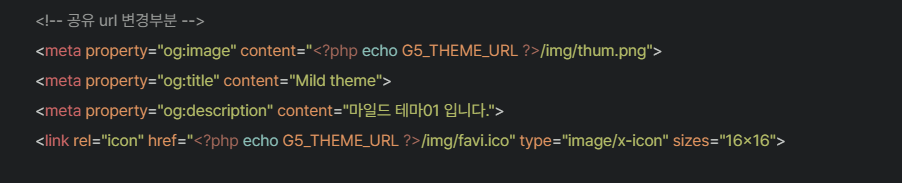 <!-- 공유 url 변경부분 -->
<meta property="og:image" content="<?php echo G5_THEME_URL ?>/img/thum.png">
<meta property="og:title" content="Mild theme">
<meta property="og:description" content="마일드 테마01 입니다.">
<link rel="icon" href="<?php echo G5_THEME_URL ?>/img/favi.ico" type="image/x-icon" sizes="16×16">